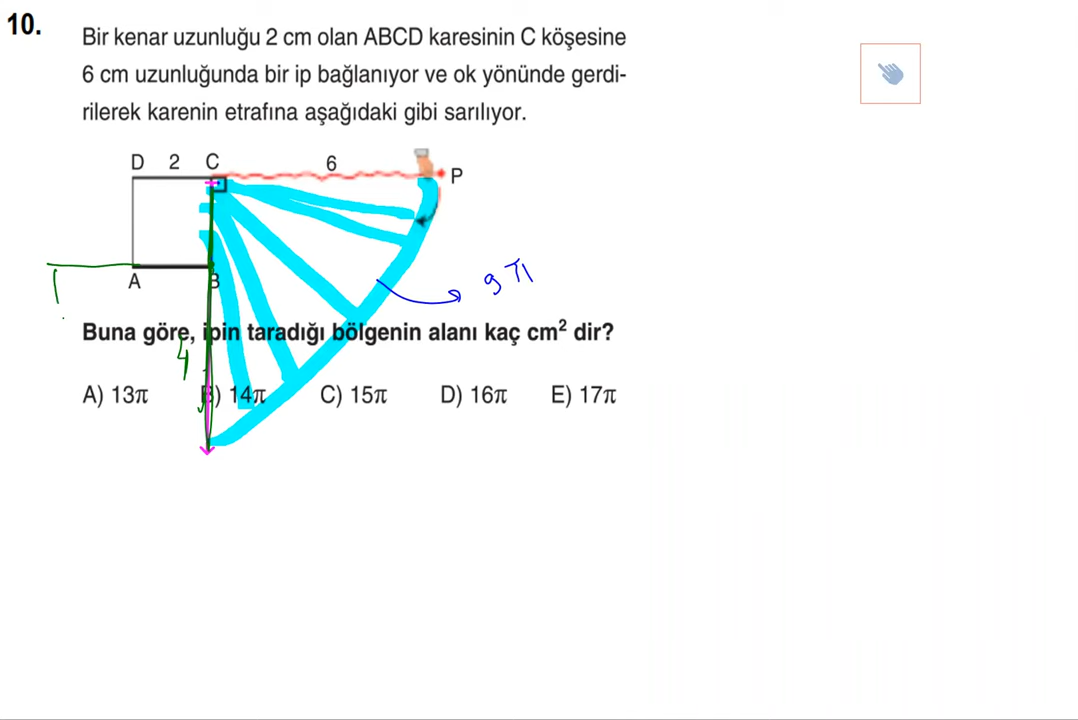 10.
Bir kenar uzunluğu 2 cm olan ABCD karesinin C köşesine
6 cm uzunluğunda bir ip bağlanıyor ve ok yönünde gerdi-
rilerek karenin etrafına aşağıdaki gibi sarılıyor.
D 2 C 6 P
A B
9π
4
Buna göre, ipin taradığı bölgenin alanı kaç cm² dir?
A) 13π B) 14π C) 15π D) 16π E) 17π